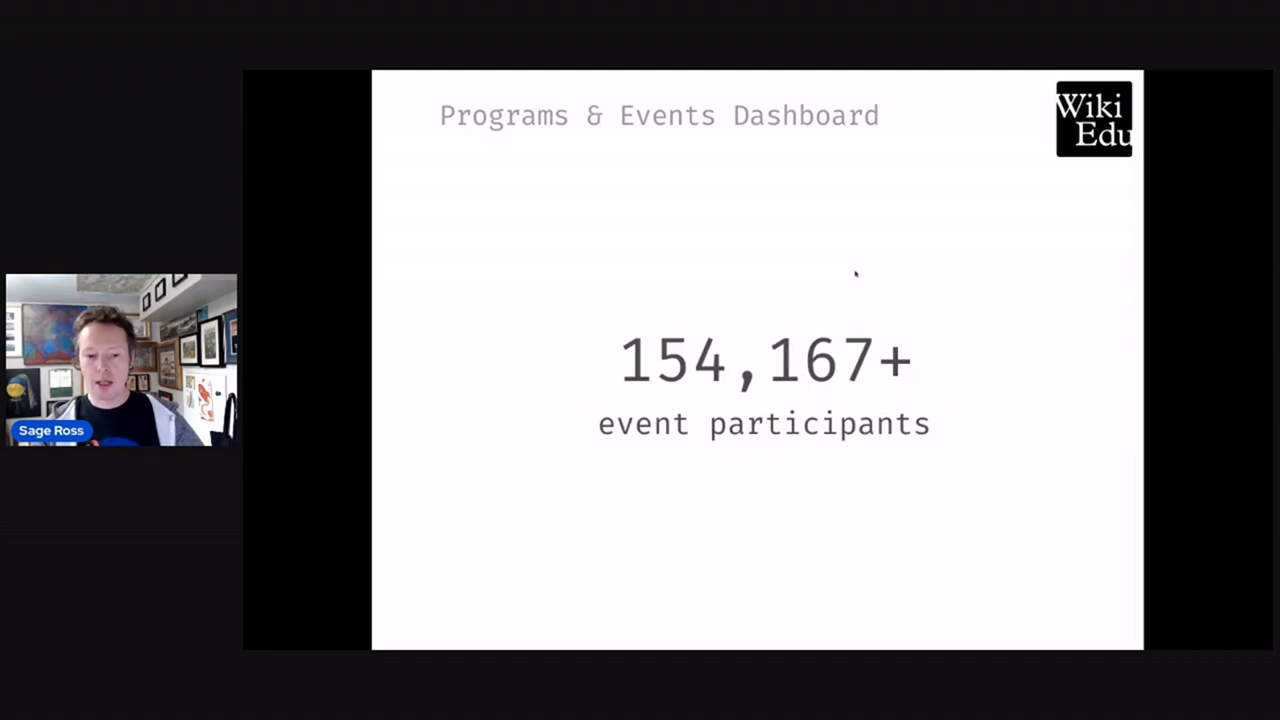 Programs & Events Dashboard
Wiki
Edu
154,167+
event participants
Sage Ross